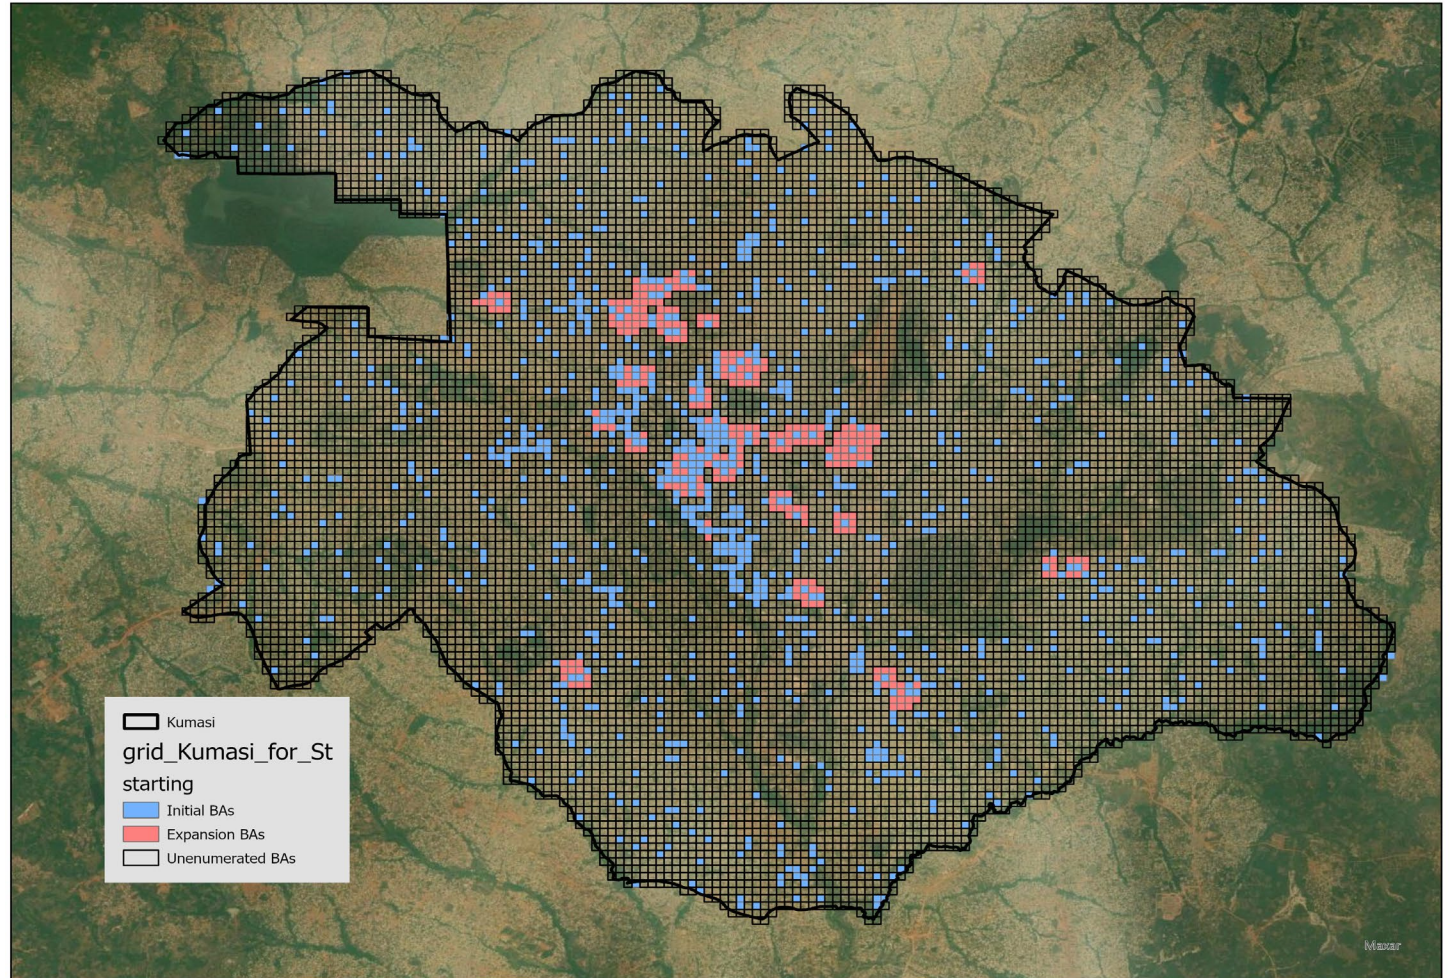 Kumasi
grid_Kumasi_for_St
starting
Initial BAs
Expansion BAs
Unenumerated BAs
Maxar